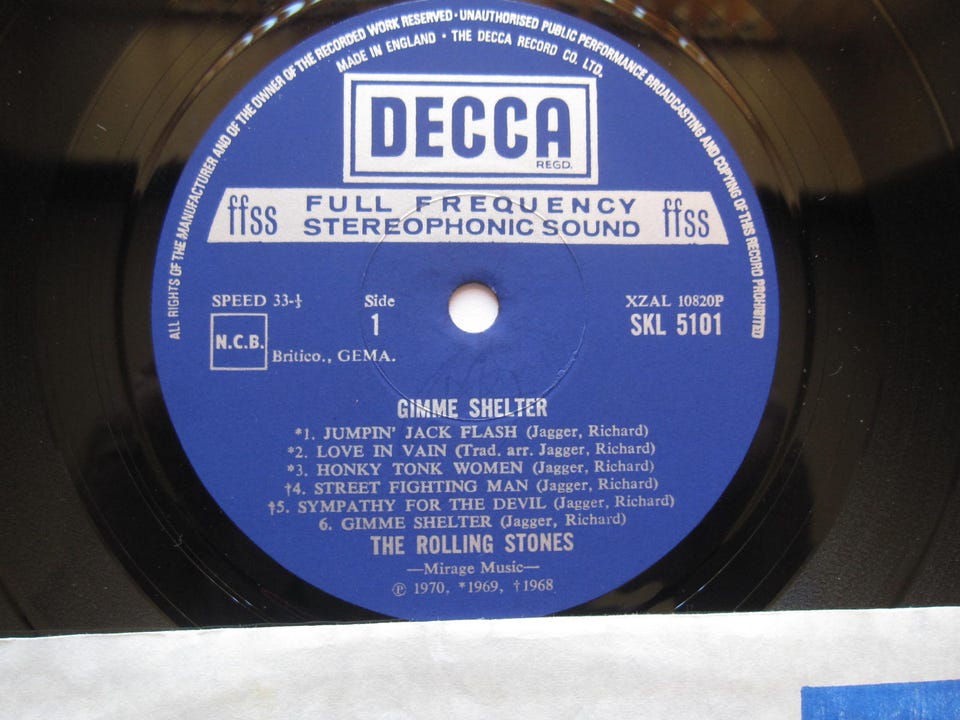 ALL RIGHTS OF THE MANUFACTURER AND OF THE OWNER OF THE RECORDED WORK RESERVED · UNAUTHORISED PUBLIC PERFORMANCE BROADCASTING AND COPYING OF THIS RECORD PROHIBITED
MADE IN ENGLAND · THE DECCA RECORD CO. LTD.
DECCA
REGD.
ffss FULL FREQUENCY STEREOPHONIC SOUND ffss
SPEED 33-⅓ Side XZAL 10820P
1 SKL 5101
N.C.B. Britico., GEMA.
GIMME SHELTER
*1. JUMPIN' JACK FLASH (Jagger, Richard)
*2. LOVE IN VAIN (Trad. arr. Jagger, Richard)
*3. HONKY TONK WOMEN (Jagger, Richard)
†4. STREET FIGHTING MAN (Jagger, Richard)
†5. SYMPATHY FOR THE DEVIL (Jagger, Richard)
6. GIMME SHELTER (Jagger, Richard)
THE ROLLING STONES
—Mirage Music—
℗ 1970, *1969, †1968